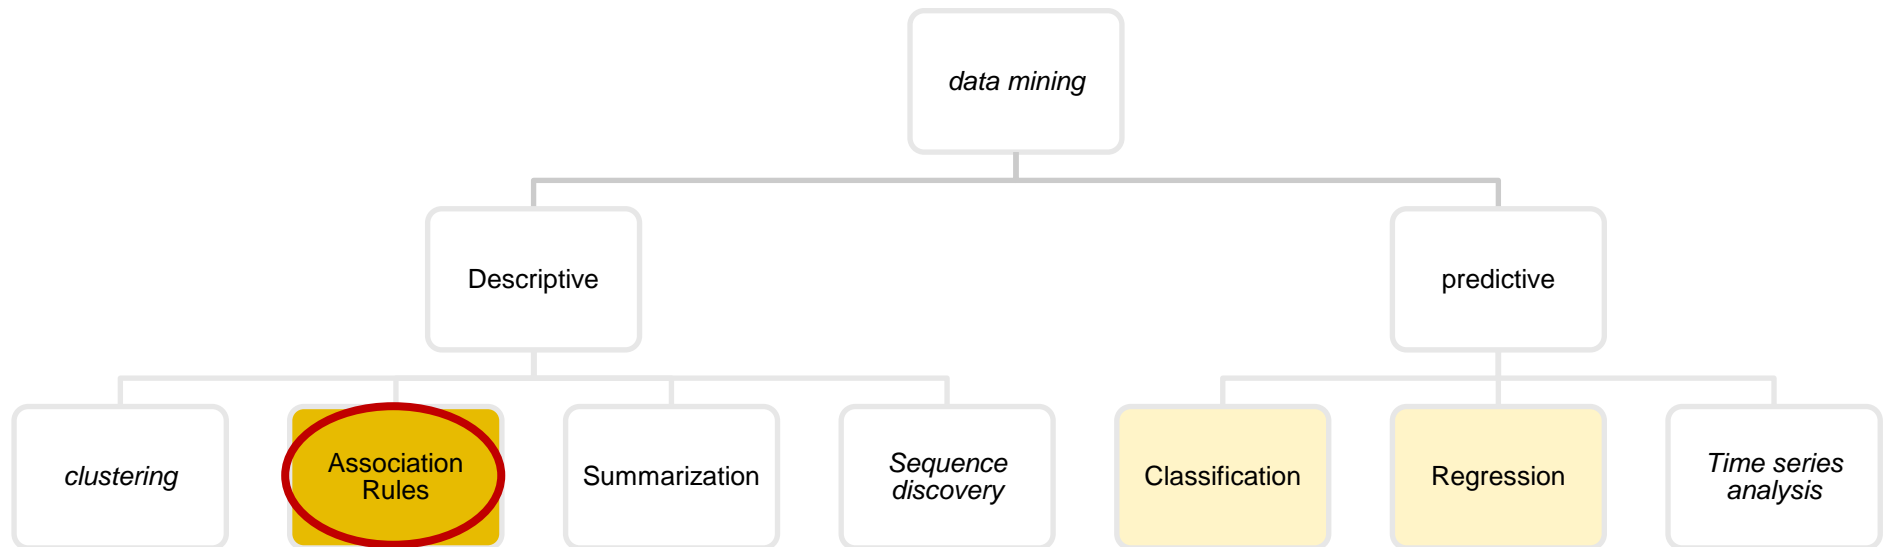 data mining
Descriptive
predictive
clustering
Association
Rules
Summarization
Sequence
discovery
Classification
Regression
Time series
analysis